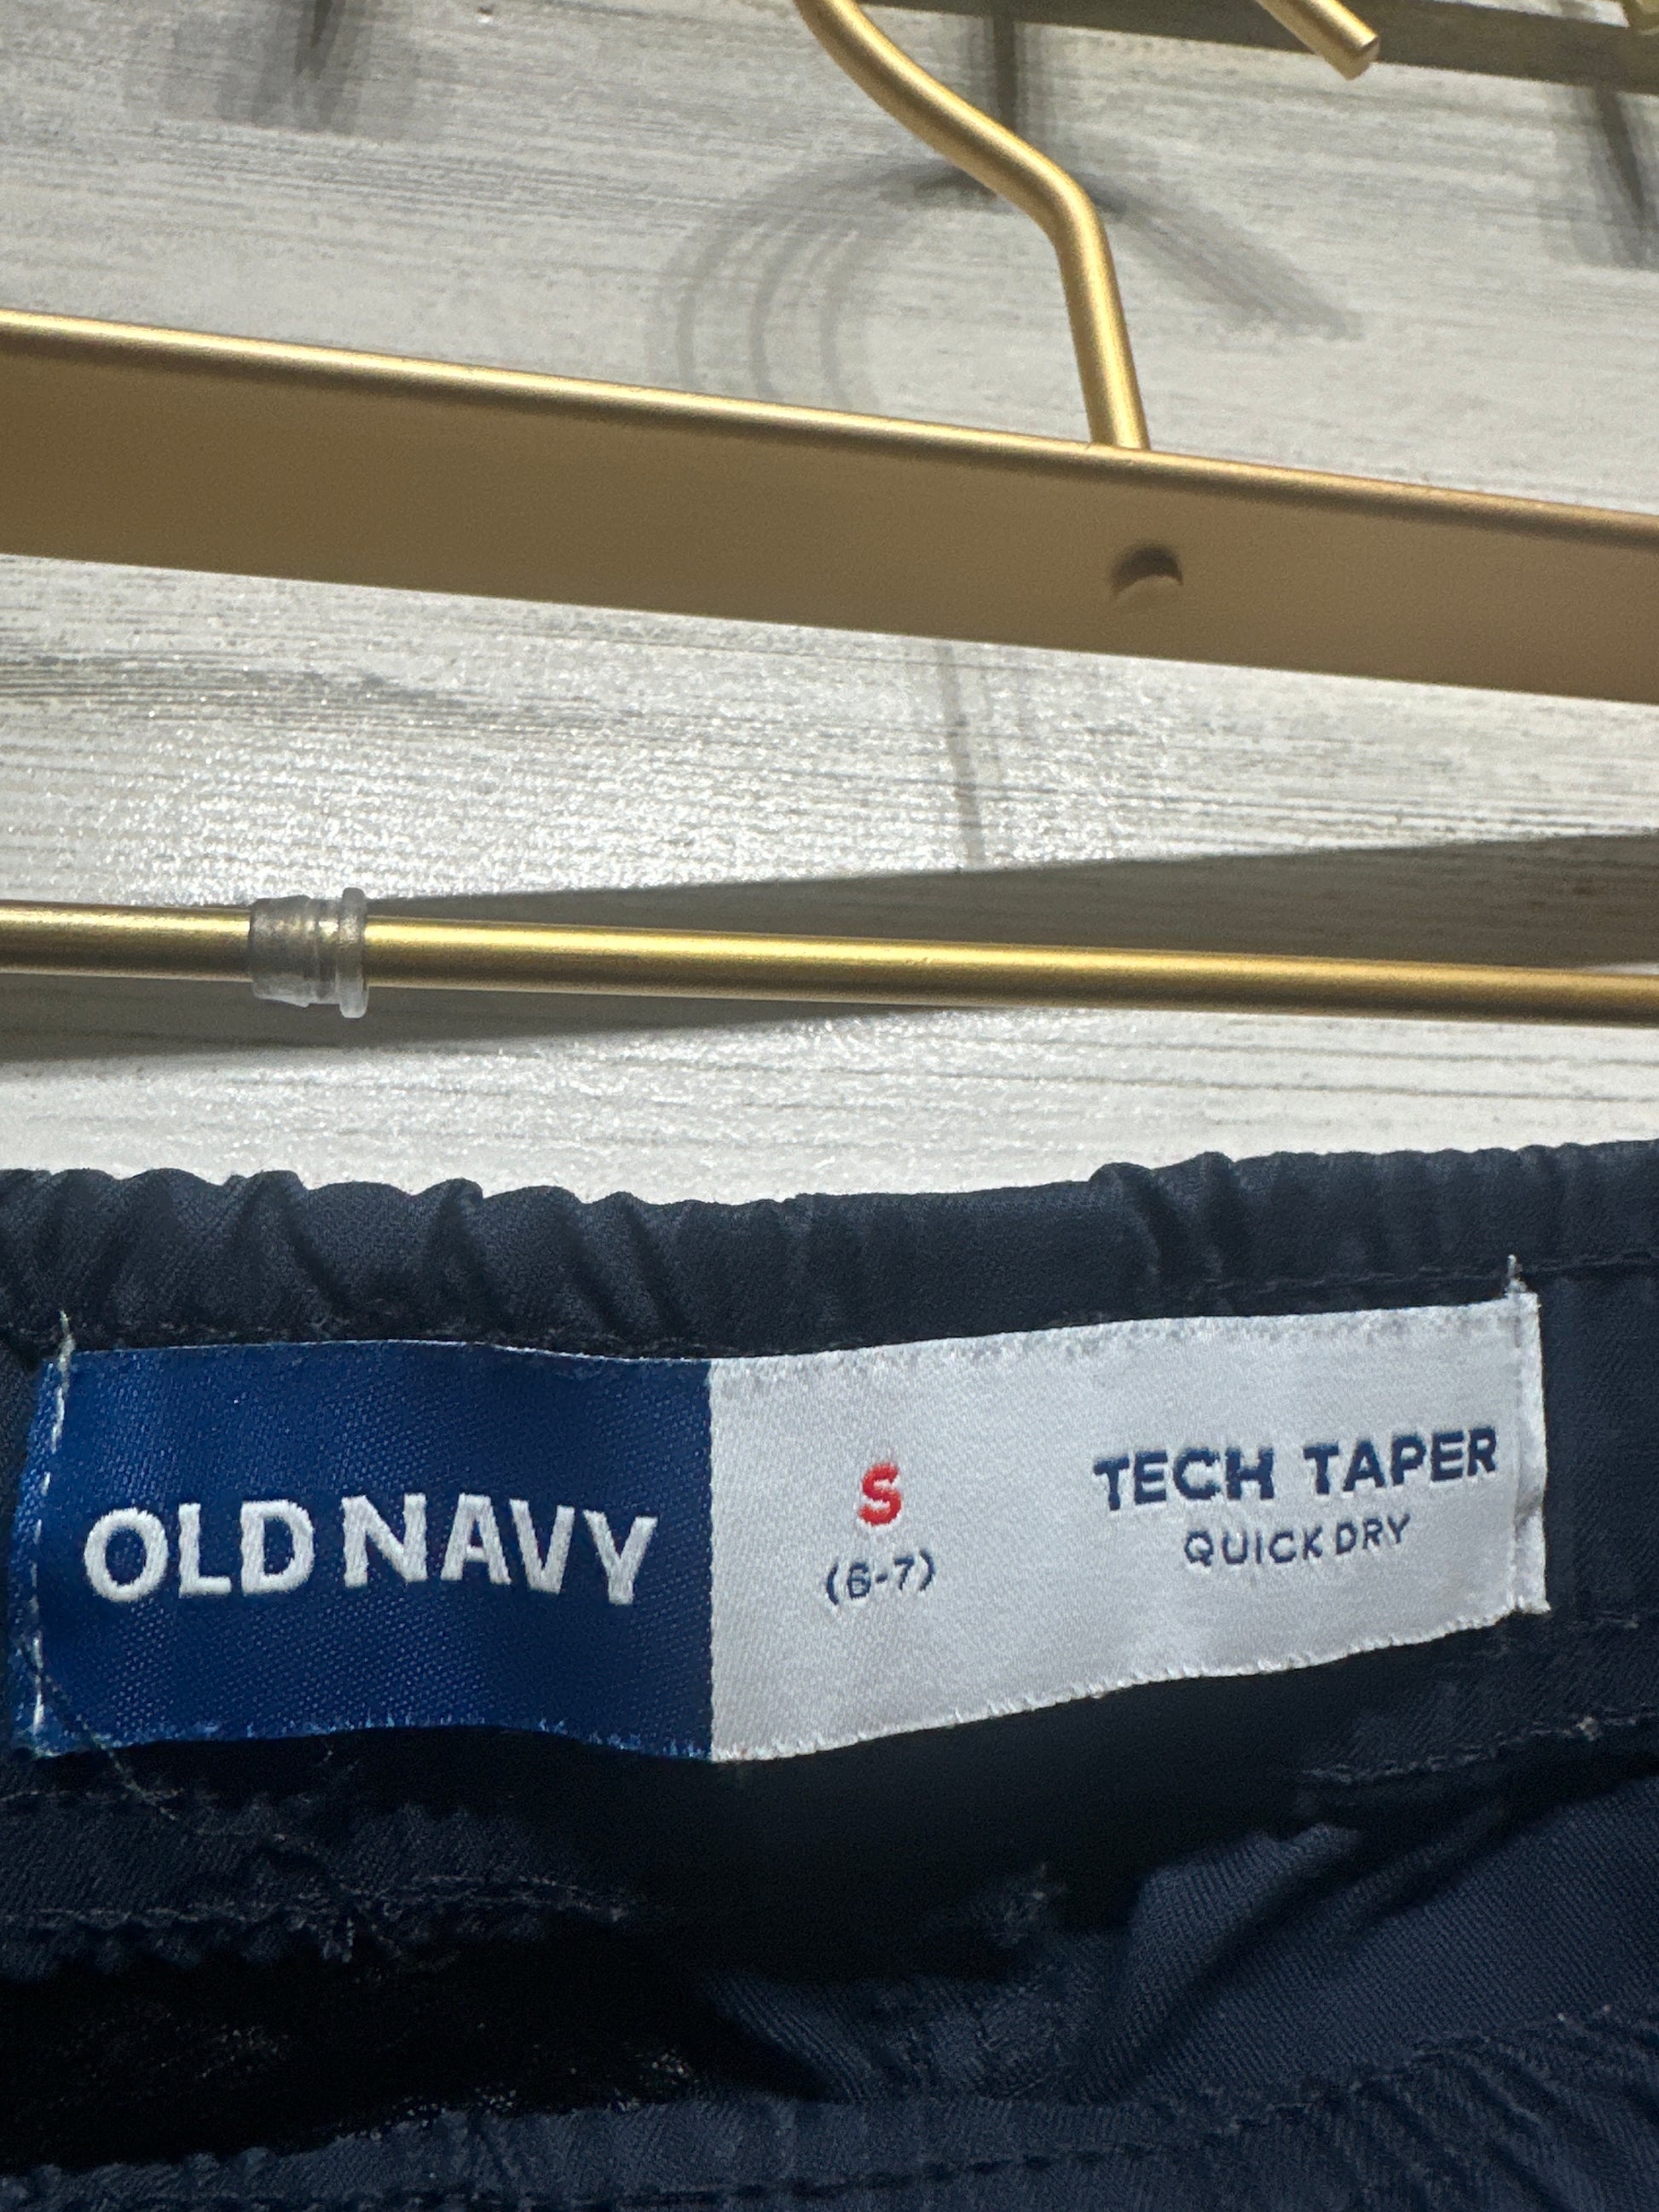 OLD NAVY
S
(6-7)
TECH TAPER
QUICK DRY